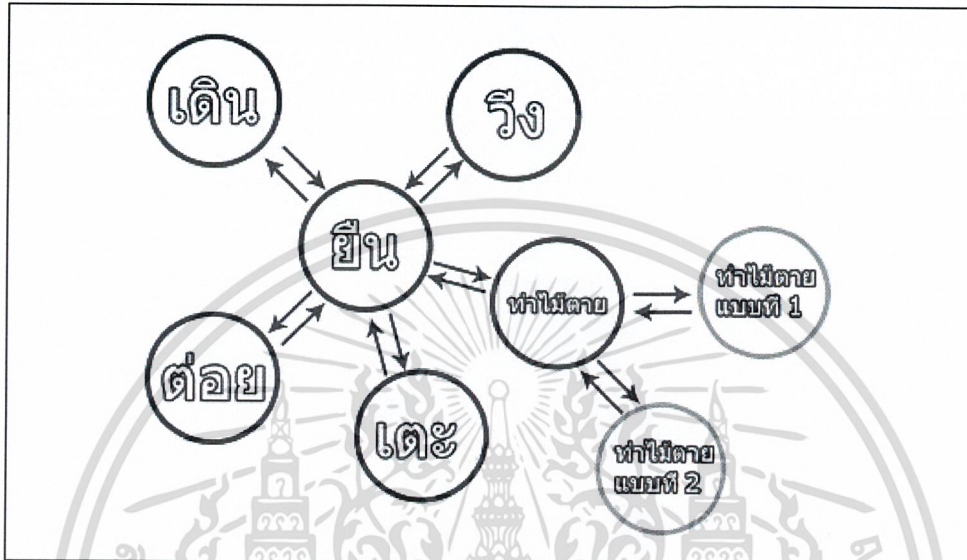 เดิน
วิ่ง
ยืน
ท่าไม้ตาย
ท่าไม้ตาย
แบบที่ 1
ต่อย
เตะ
ท่าไม้ตาย
แบบที่ 2